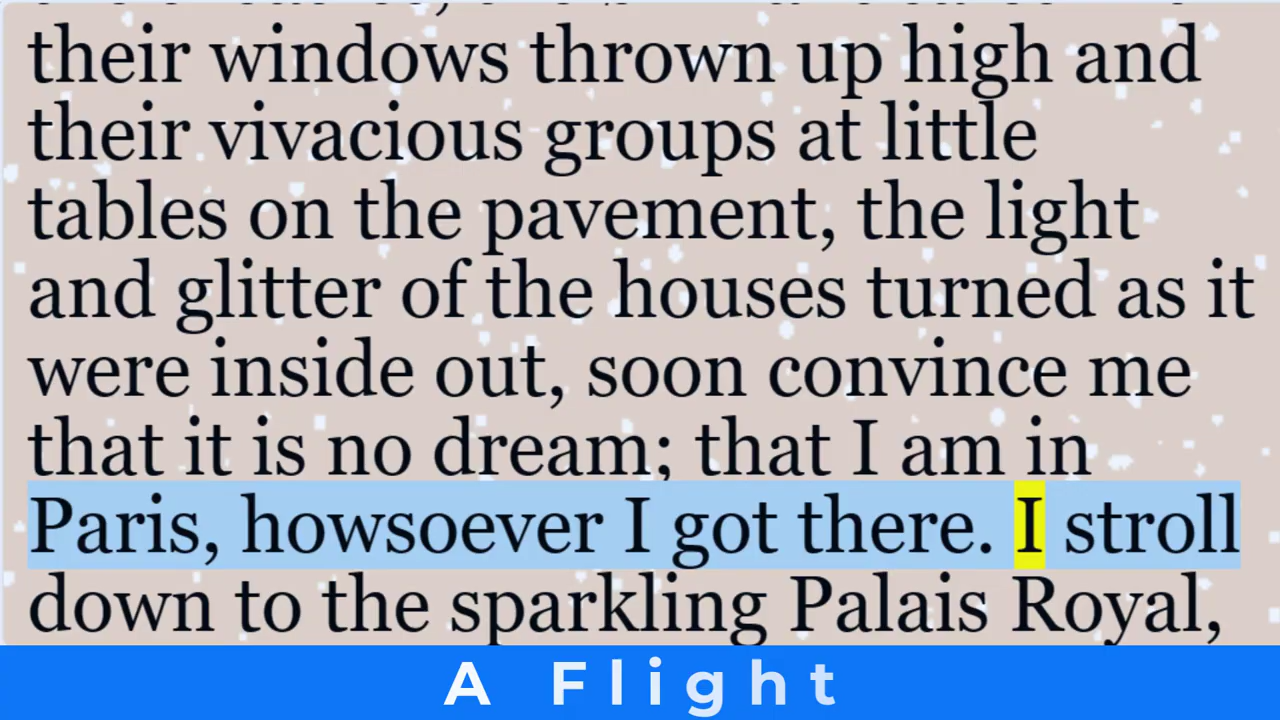 their windows thrown up high and
their vivacious groups at little
tables on the pavement, the light
and glitter of the houses turned as it
were inside out, soon convince me
that it is no dream; that I am in
Paris, howsoever I got there. I stroll
down to the sparkling Palais Royal,
A Flight